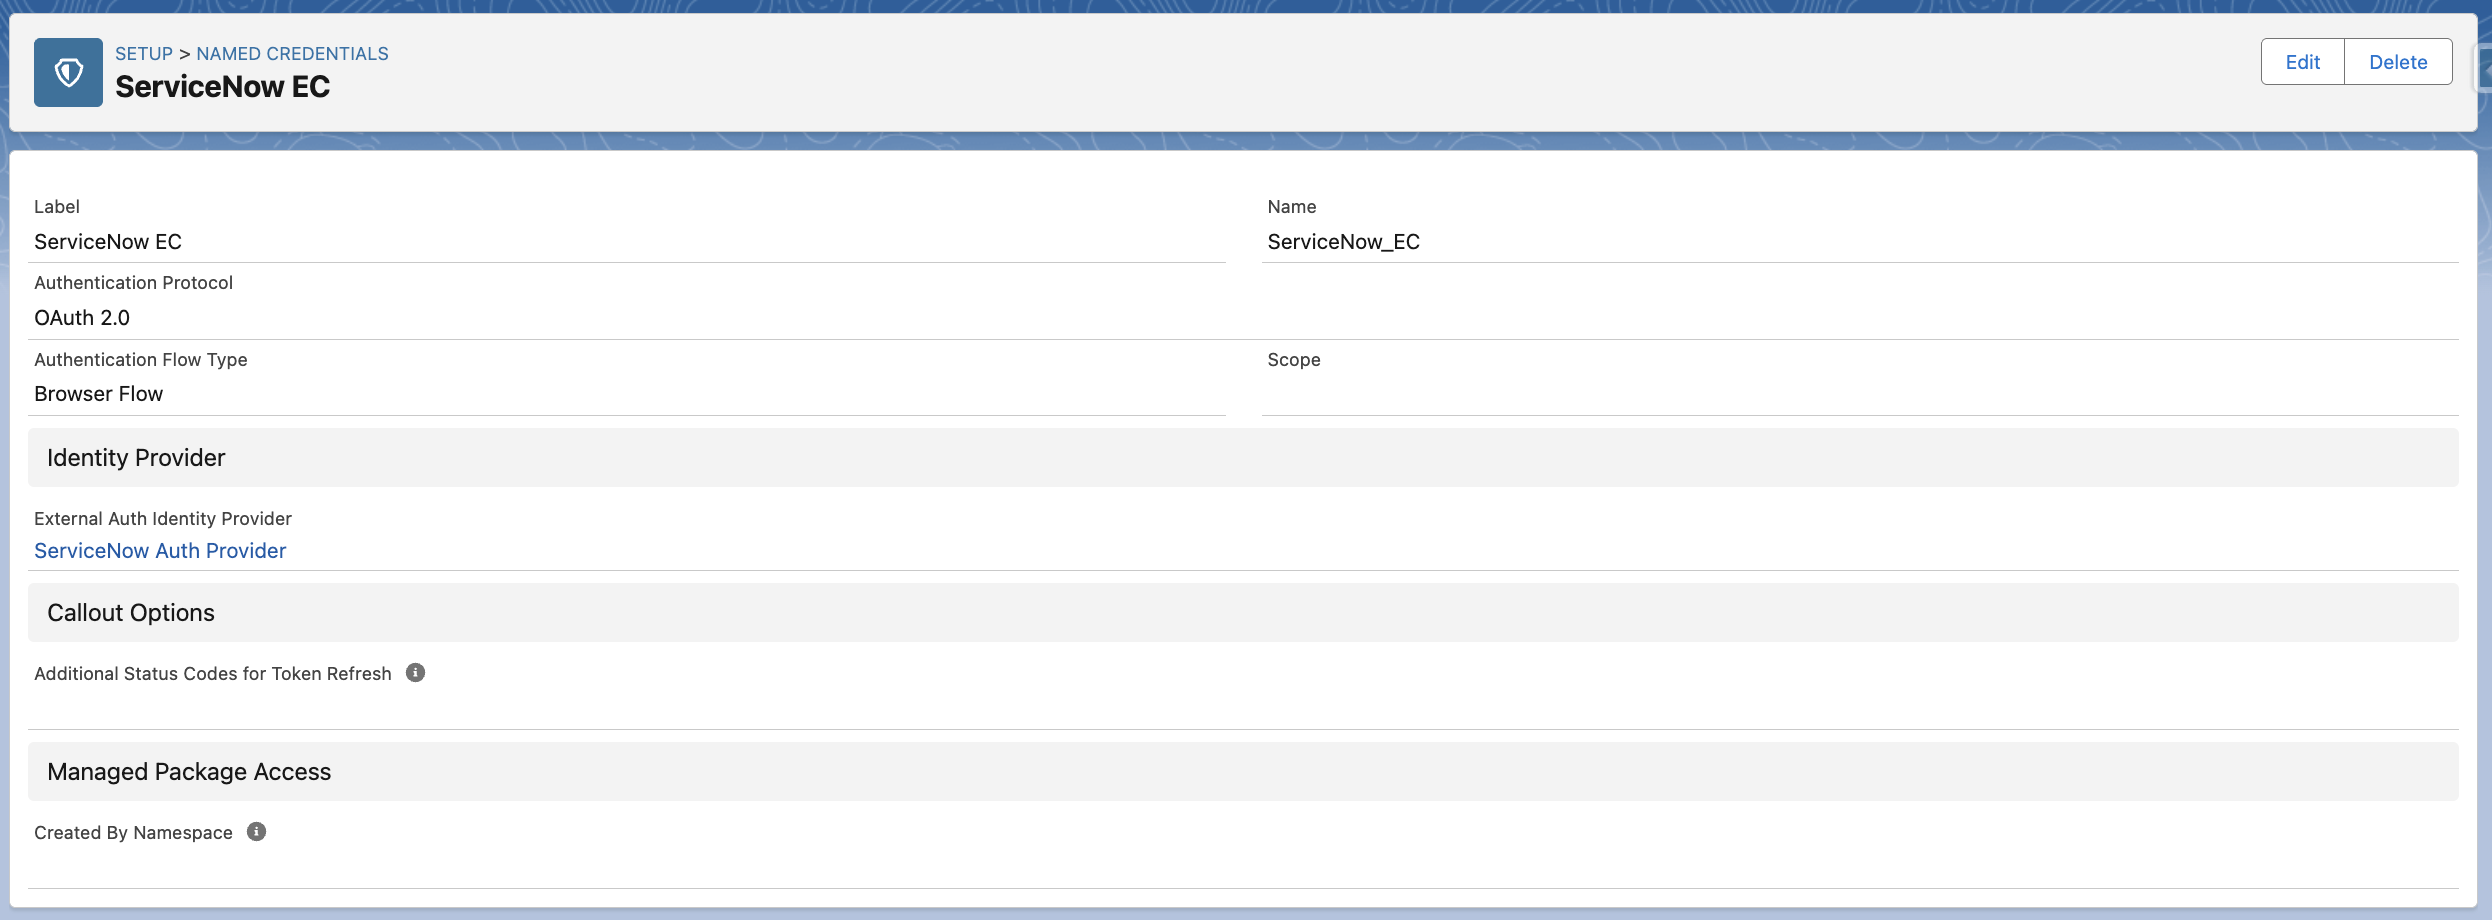 SETUP > NAMED CREDENTIALS
ServiceNow EC
Edit
Delete
Label
ServiceNow EC
Name
ServiceNow_EC
Authentication Protocol
OAuth 2.0
Authentication Flow Type
Browser Flow
Scope
Identity Provider
External Auth Identity Provider
ServiceNow Auth Provider
Callout Options
Additional Status Codes for Token Refresh
Managed Package Access
Created By Namespace